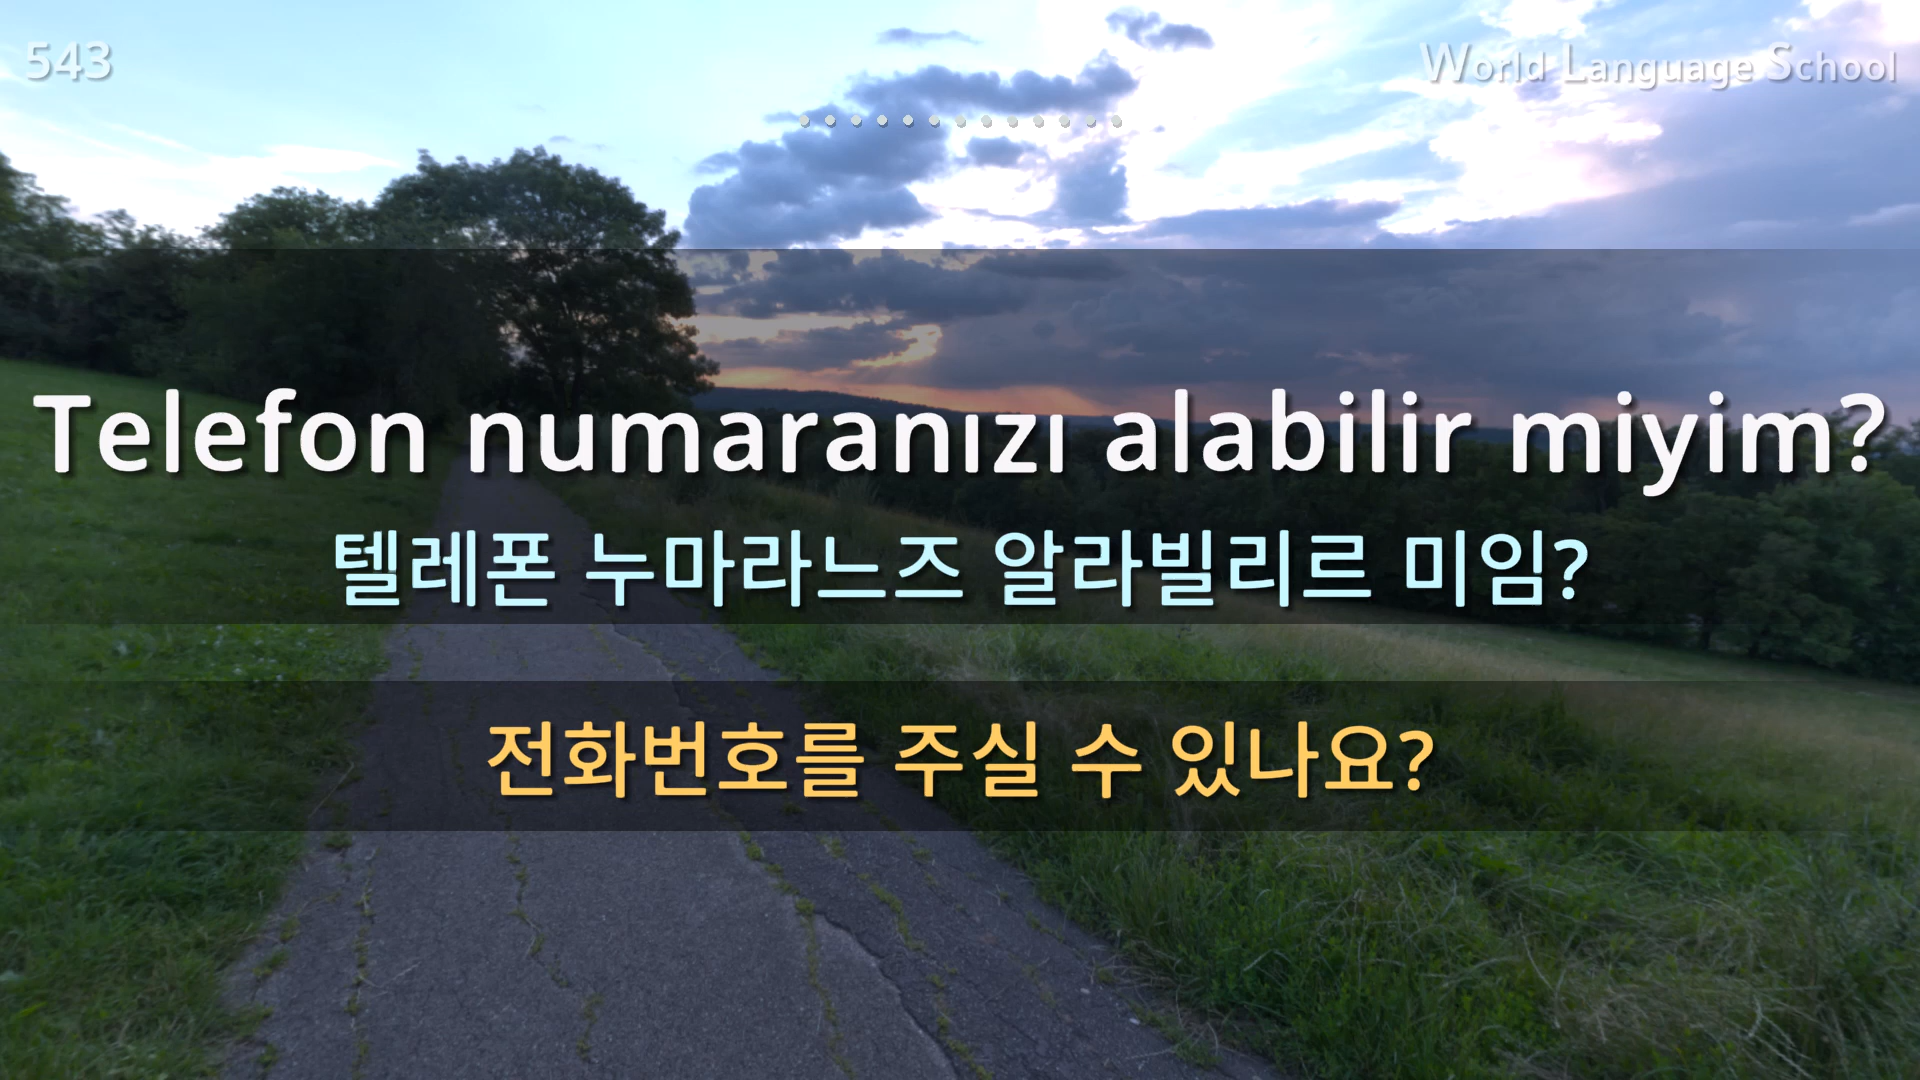 543
World Language School
Telefon numaranızı alabilir miyim?
텔레폰 누마라느즈 알라빌리르 미임?
전화번호를 주실 수 있나요?